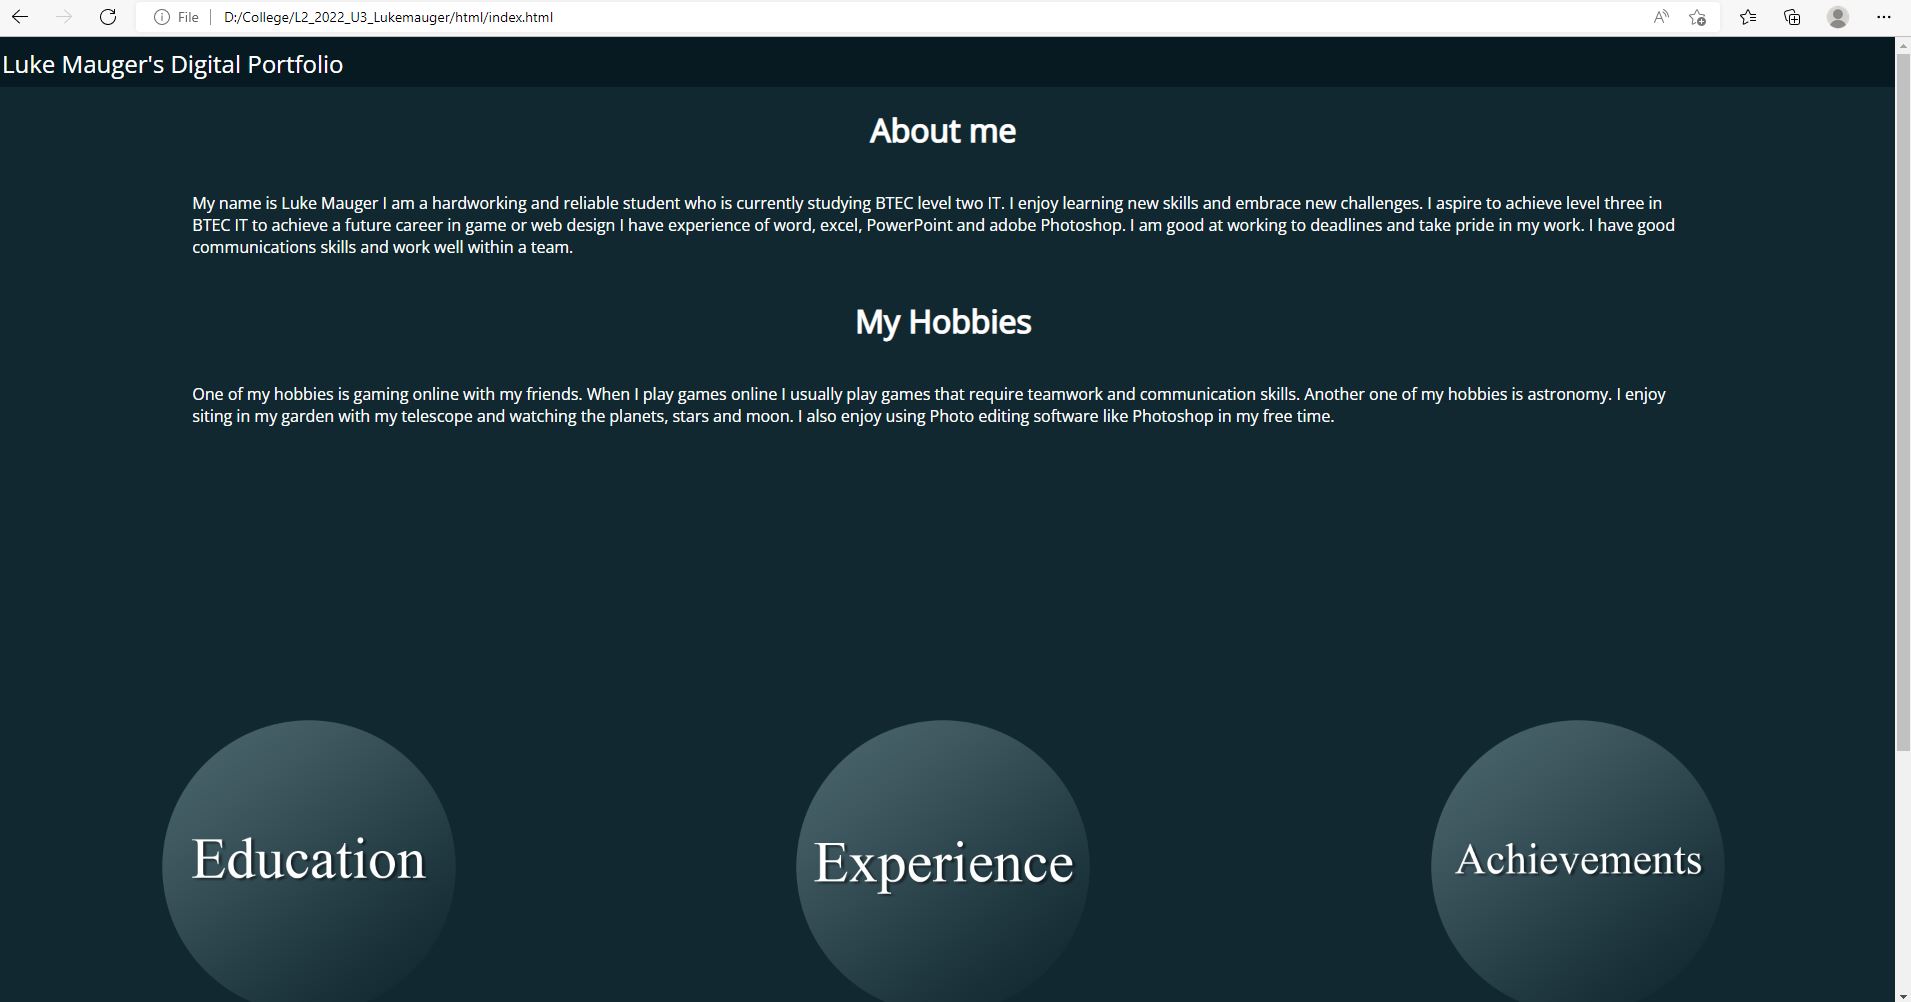 File
D:/College/L2_2022_U3_Lukemauger/html/index.html
Luke Mauger's Digital Portfolio
About me
My name is Luke Mauger I am a hardworking and reliable student who is currently studying BTEC level two IT. I enjoy learning new skills and embrace new challenges. I aspire to achieve level three in
BTEC IT to achieve a future career in game or web design I have experience of word, excel, PowerPoint and adobe Photoshop. I am good at working to deadlines and take pride in my work. I have good
communications skills and work well within a team.
My Hobbies
One of my hobbies is gaming online with my friends. When I play games online I usually play games that require teamwork and communication skills. Another one of my hobbies is astronomy. I enjoy
siting in my garden with my telescope and watching the planets, stars and moon. I also enjoy using Photo editing software like Photoshop in my free time.
Education
Experience
Achievements